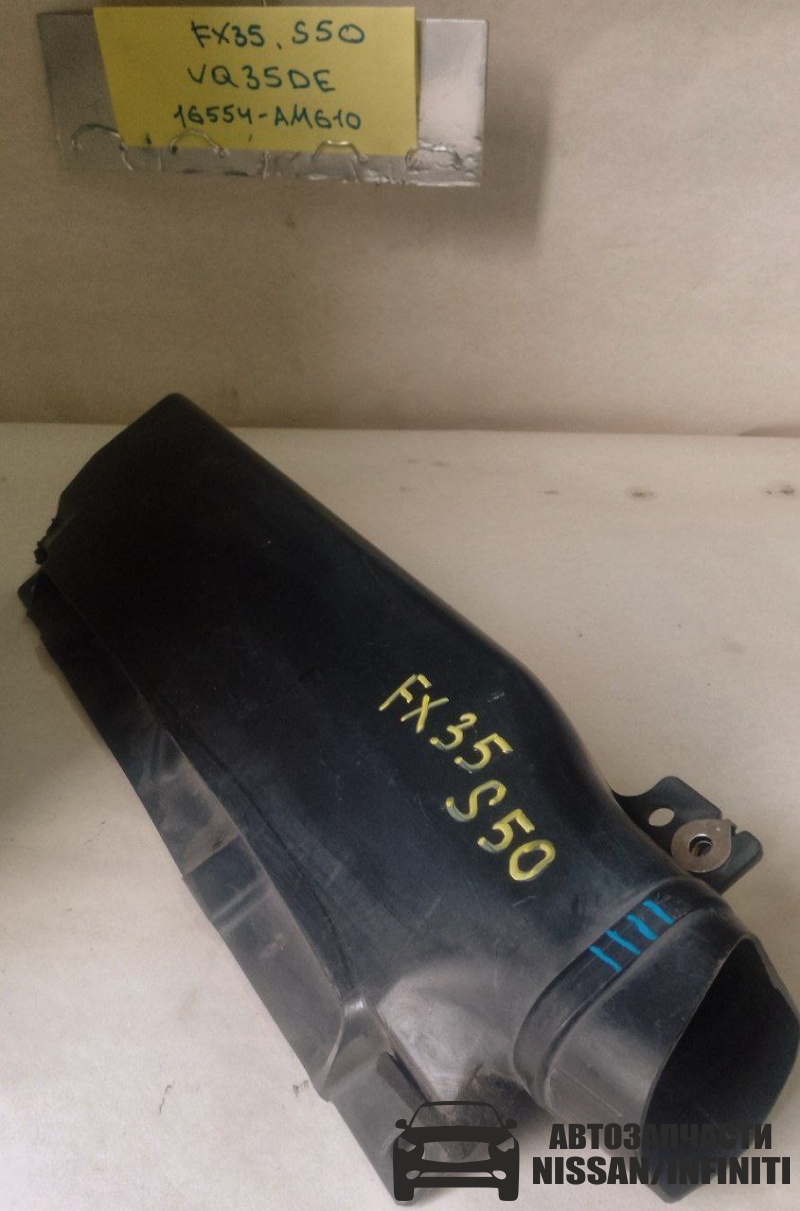 FX35, S50
VQ35DE
16554-AM610
FX35
S50
АВТОЗАПЧАСТИ
NISSAN/INFINITI